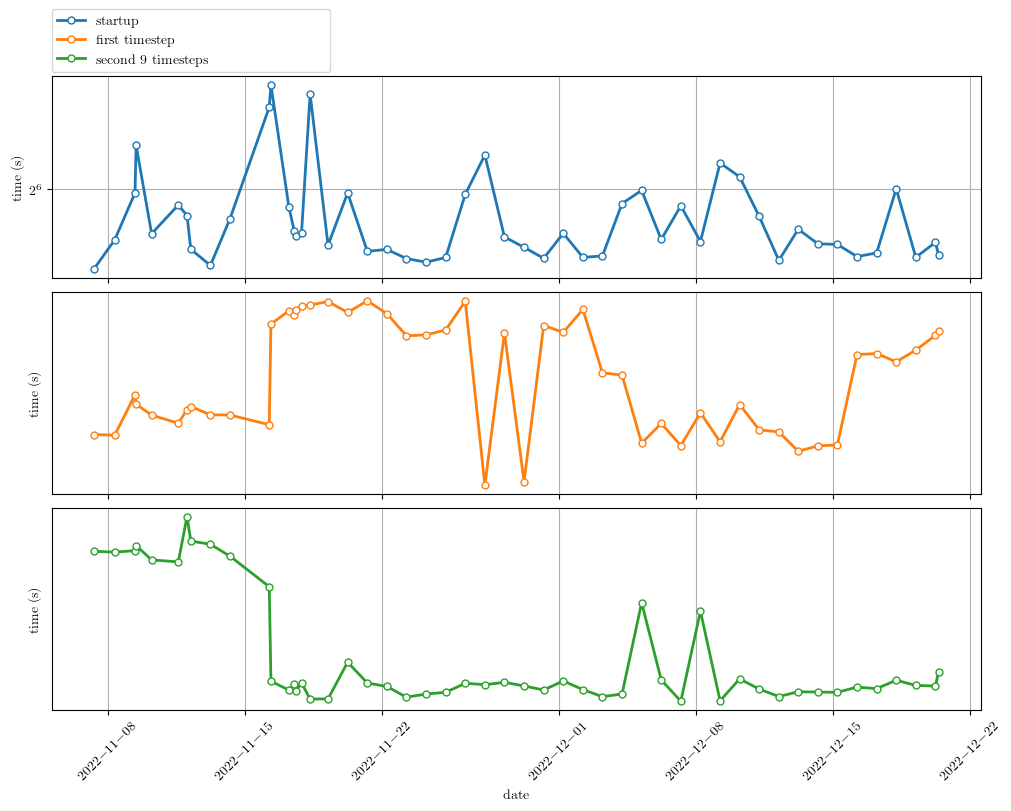 startup
first timestep
second 9 timesteps
time (s)
2⁶
time (s)
time (s)
2022−11−08
2022−11−15
2022−11−22
2022−12−01
2022−12−08
2022−12−15
2022−12−22
date